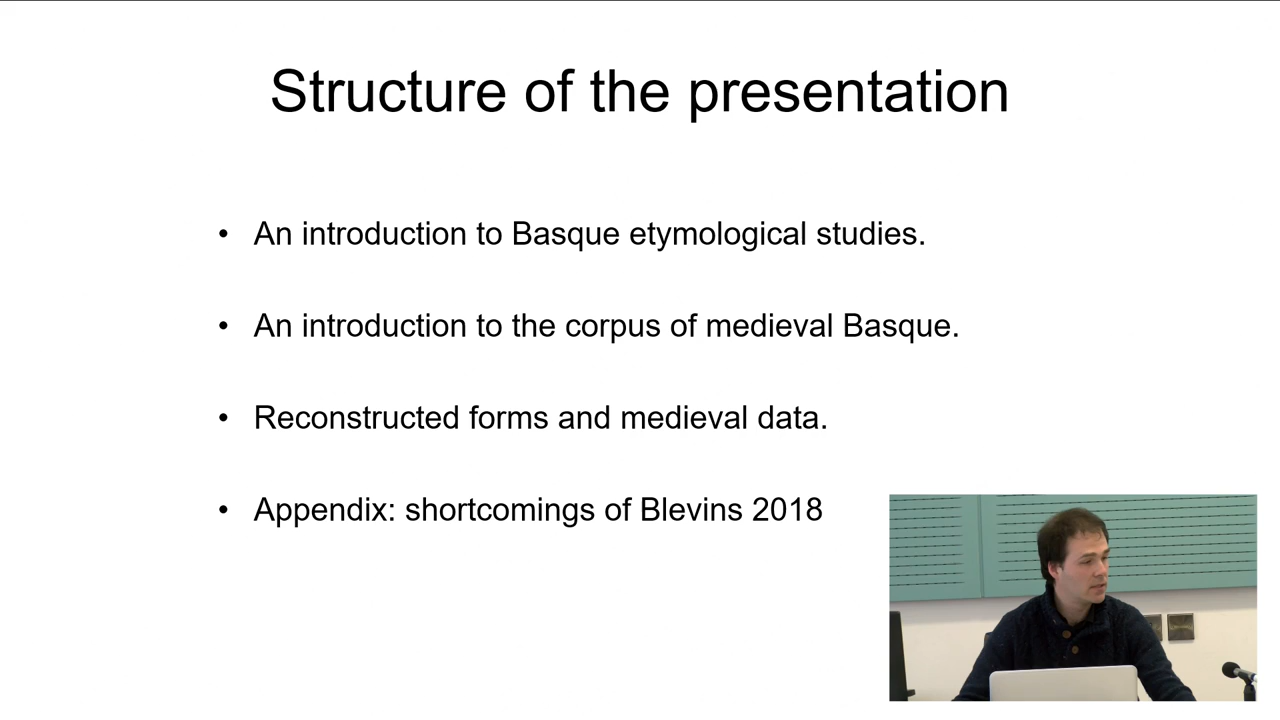 Structure of the presentation
• An introduction to Basque etymological studies.
• An introduction to the corpus of medieval Basque.
• Reconstructed forms and medieval data.
• Appendix: shortcomings of Blevins 2018